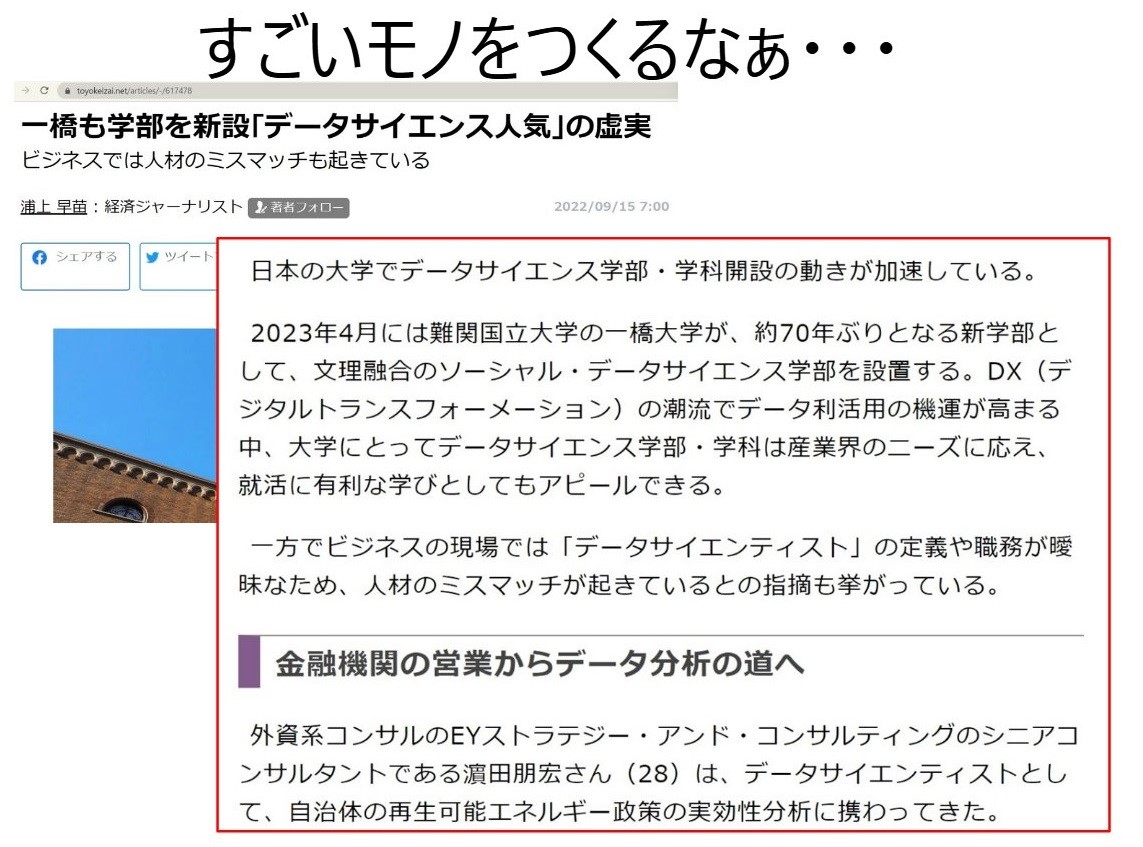 すごいモノをつくるなぁ・・・
toyokeizai.net/articles/-/617478
一橋も学部を新設「データサイエンス人気」の虚実
ビジネスでは人材のミスマッチも起きている
浦上 早苗 : 経済ジャーナリスト 著者フォロー 2022/09/15 7:00
シェアする ツイート
日本の大学でデータサイエンス学部・学科開設の動きが加速している。
2023年4月には難関国立大学の一橋大学が、約70年ぶりとなる新学部と
して、文理融合のソーシャル・データサイエンス学部を設置する。DX（デ
ジタルトランスフォーメーション）の潮流でデータ利活用の機運が高まる
中、大学にとってデータサイエンス学部・学科は産業界のニーズに応え、
就活に有利な学びとしてもアピールできる。
一方でビジネスの現場では「データサイエンティスト」の定義や職務が曖
昧なため、人材のミスマッチが起きているとの指摘も挙がっている。
金融機関の営業からデータ分析の道へ
外資系コンサルのEYストラテジー・アンド・コンサルティングのシニアコ
ンサルタントである濵田朋宏さん（28）は、データサイエンティストとし
て、自治体の再生可能エネルギー政策の実効性分析に携わってきた。